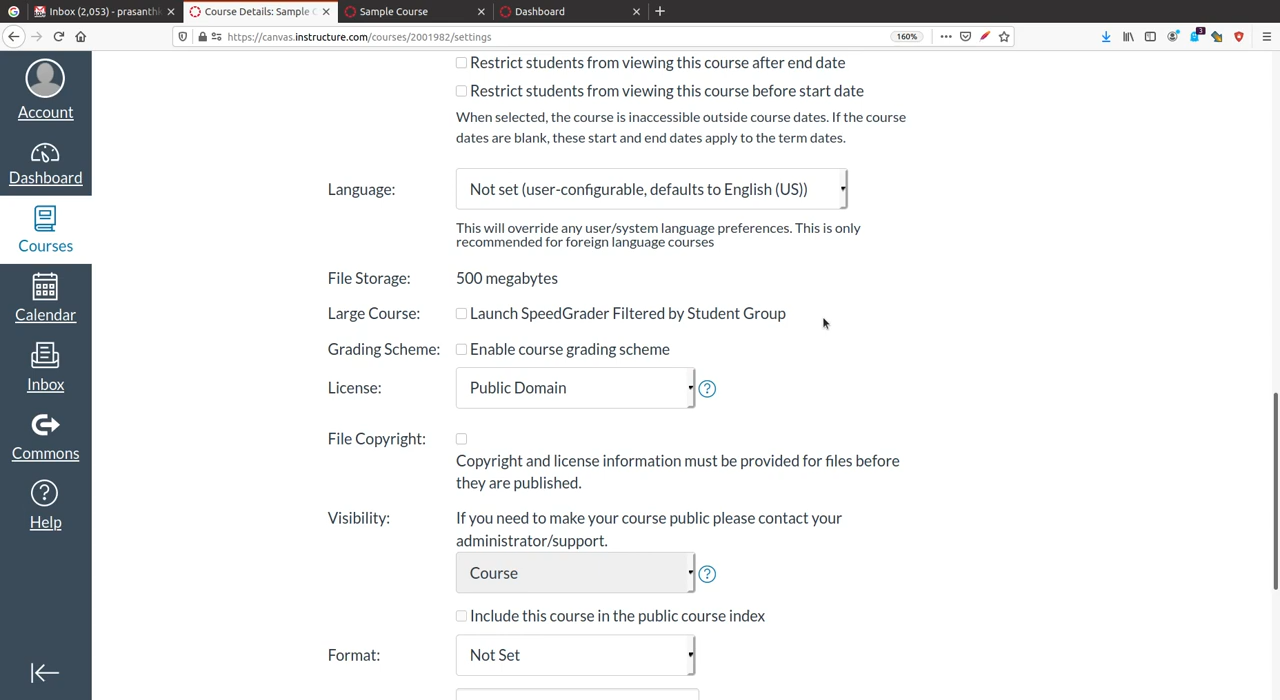 Inbox (2,053) - prasanthk
Course Details: Sample C
Sample Course
Dashboard
https://canvas.instructure.com/courses/2001982/settings
160%
3
Account
Dashboard
Courses
Calendar
Inbox
Commons
Help
Restrict students from viewing this course after end date
Restrict students from viewing this course before start date
When selected, the course is inaccessible outside course dates. If the course
dates are blank, these start and end dates apply to the term dates.
Language: Not set (user-configurable, defaults to English (US))
This will override any user/system language preferences. This is only
recommended for foreign language courses
File Storage: 500 megabytes
Large Course: Launch SpeedGrader Filtered by Student Group
Grading Scheme: Enable course grading scheme
License: Public Domain
File Copyright:
Copyright and license information must be provided for files before
they are published.
Visibility: If you need to make your course public please contact your
administrator/support.
Course
Include this course in the public course index
Format: Not Set